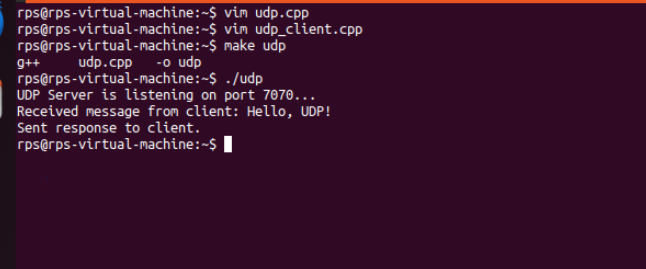 rps@rps-virtual-machine:~$ vim udp.cpp
rps@rps-virtual-machine:~$ vim udp_client.cpp
rps@rps-virtual-machine:~$ make udp
g++     udp.cpp   -o udp
rps@rps-virtual-machine:~$ ./udp
UDP Server is listening on port 7070...
Received message from client: Hello, UDP!
Sent response to client.
rps@rps-virtual-machine:~$